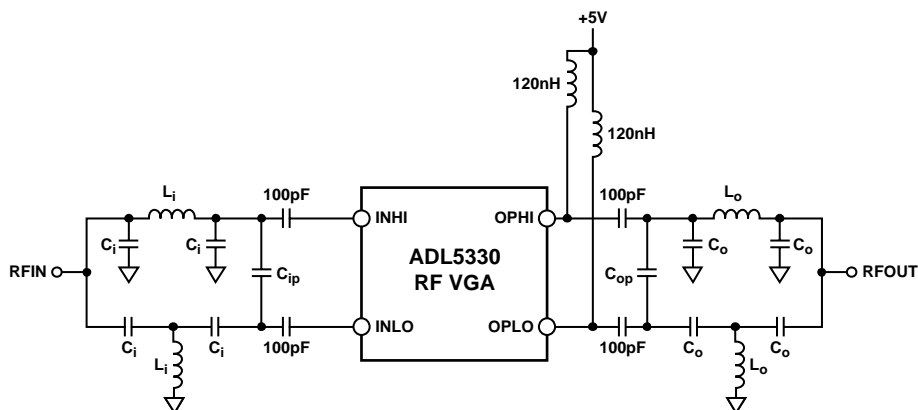 +5V
120nH
120nH
Li
100pF
100pF
Lo
INHI
OPHI
Ci
Ci
Co
Co
ADL5330
RF VGA
RFIN
Cip
Cop
RFOUT
INLO
OPLO
Ci
Ci
100pF
100pF
Co
Co
Li
Lo